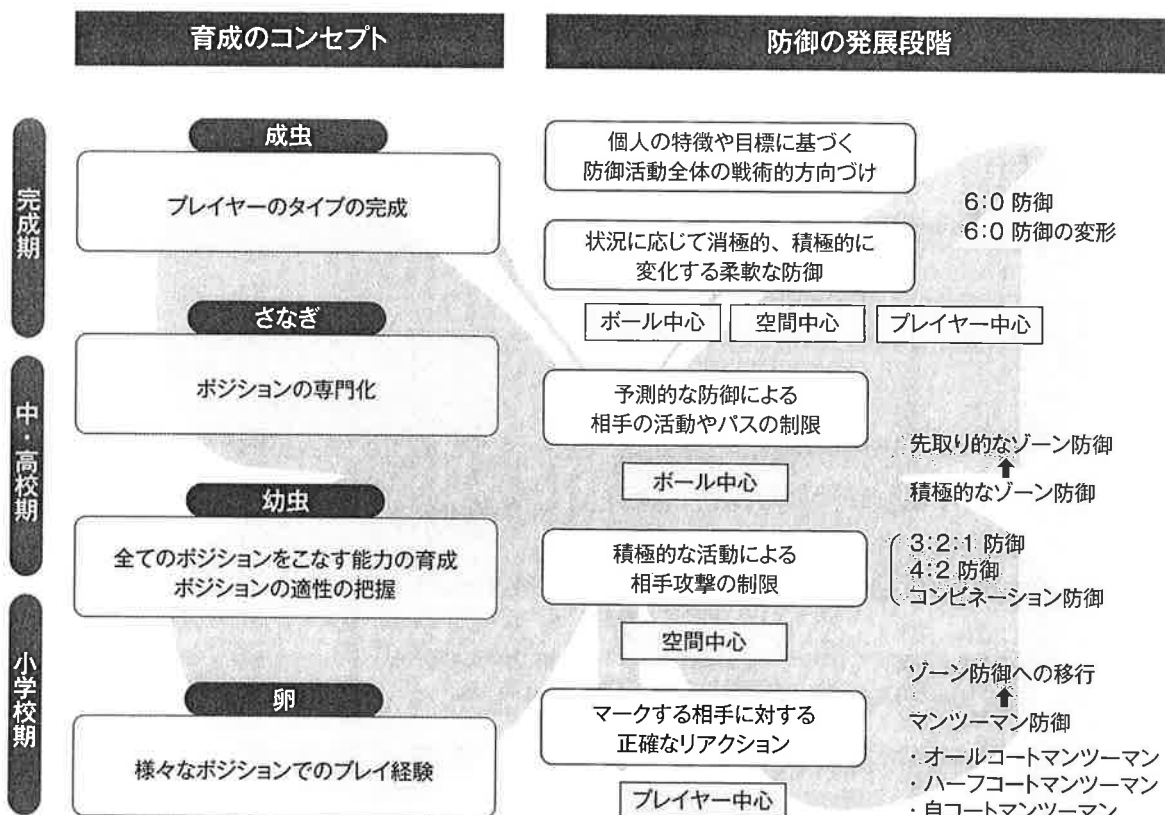 育成のコンセプト
防御の発展段階
完成期
中・高校期
小学校期
成虫
プレイヤーのタイプの完成
さなぎ
ポジションの専門化
幼虫
全てのポジションをこなす能力の育成
ポジションの適性の把握
卵
様々なポジションでのプレイ経験
個人の特徴や目標に基づく
防御活動全体の戦術的方向づけ
状況に応じて消極的、積極的に
変化する柔軟な防御
ボール中心
空間中心
プレイヤー中心
6:0 防御
6:0 防御の変形
予測的な防御による
相手の活動やパスの制限
ボール中心
先取り的なゾーン防御
⬆
積極的なゾーン防御
積極的な活動による
相手攻撃の制限
空間中心
3:2:1 防御
4:2 防御
コンビネーション防御
マークする相手に対する
正確なリアクション
プレイヤー中心
ゾーン防御への移行
⬆
マンツーマン防御
・オールコートマンツーマン
・ハーフコートマンツーマン
・自コートマンツーマン